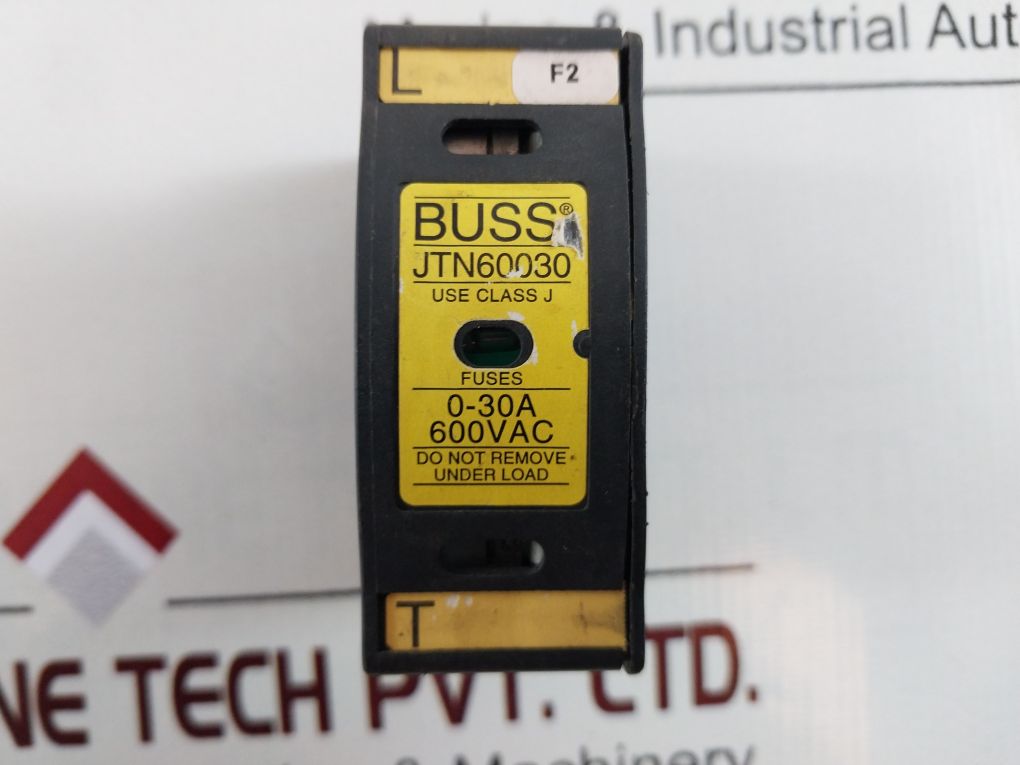 & Industrial Aut
L
F2
BUSS®
JTN60030
USE CLASS J
FUSES
0-30A
600VAC
DO NOT REMOVE
UNDER LOAD
T
NE TECH PVT. LTD.
& Machinery